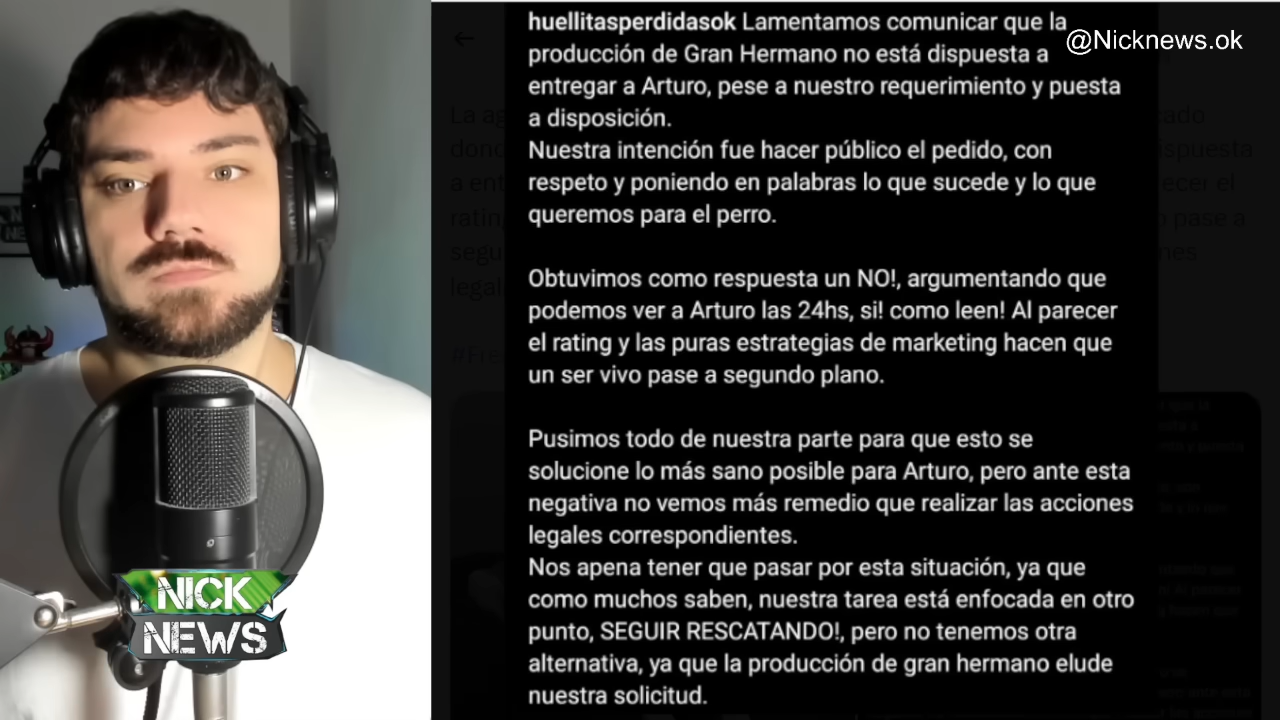 huellitasperdidasok Lamentamos comunicar que la
producción de Gran Hermano no está dispuesta a
entregar a Arturo, pese a nuestro requerimiento y puesta
a disposición.
Nuestra intención fue hacer público el pedido, con
respeto y poniendo en palabras lo que sucede y lo que
queremos para el perro.
Obtuvimos como respuesta un NO!, argumentando que
podemos ver a Arturo las 24hs, si! como leen! Al parecer
el rating y las puras estrategias de marketing hacen que
un ser vivo pase a segundo plano.
Pusimos todo de nuestra parte para que esto se
solucione lo más sano posible para Arturo, pero ante esta
negativa no vemos más remedio que realizar las acciones
legales correspondientes.
Nos apena tener que pasar por esta situación, ya que
como muchos saben, nuestra tarea está enfocada en otro
punto, SEGUIR RESCATANDO!, pero no tenemos otra
alternativa, ya que la producción de gran hermano elude
nuestra solicitud.
@Nicknews.ok
NICK
NEWS